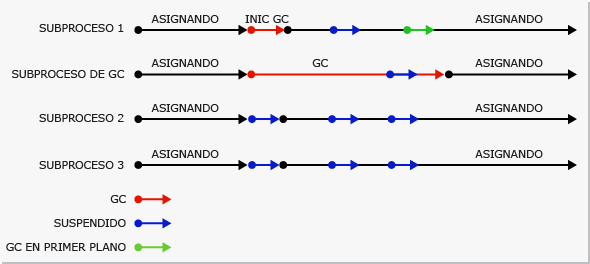 ASIGNANDO INIC GC ASIGNANDO
SUBPROCESO 1
ASIGNANDO GC ASIGNANDO
SUBPROCESO DE GC
ASIGNANDO ASIGNANDO
SUBPROCESO 2
ASIGNANDO ASIGNANDO
SUBPROCESO 3
GC
SUSPENDIDO
GC EN PRIMER PLANO